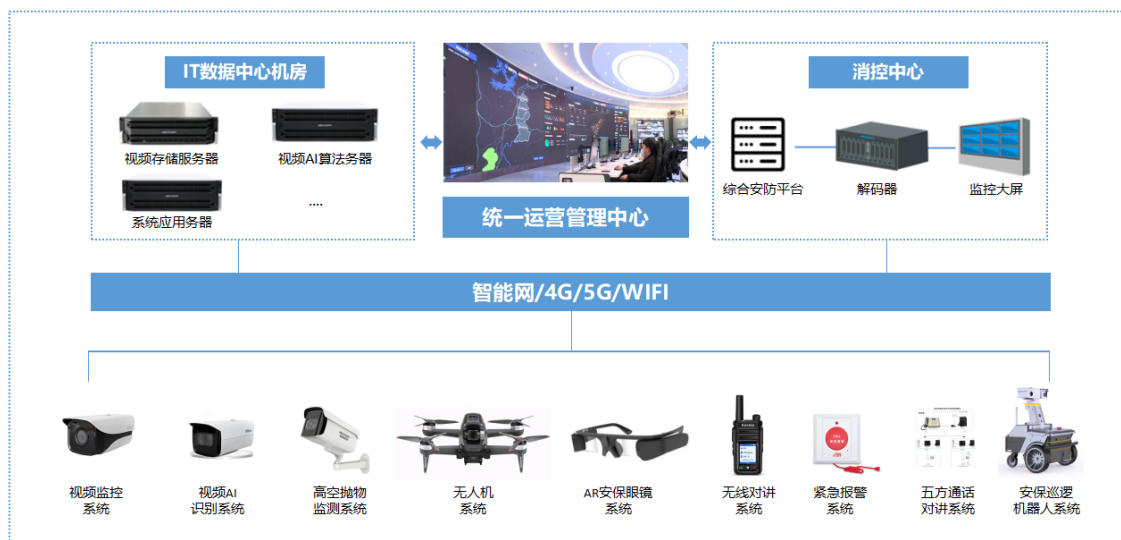 IT数据中心机房
视频存储服务器
视频AI算法务器
系统应用务器
....
统一运营管理中心
消控中心
综合安防平台
解码器
监控大屏
智能网/4G/5G/WIFI
视频监控
系统
视频AI
识别系统
高空抛物
监测系统
无人机
系统
AR安保眼镜
系统
无线对讲
系统
紧急报警
系统
五方通话
对讲系统
安保巡逻
机器人系统